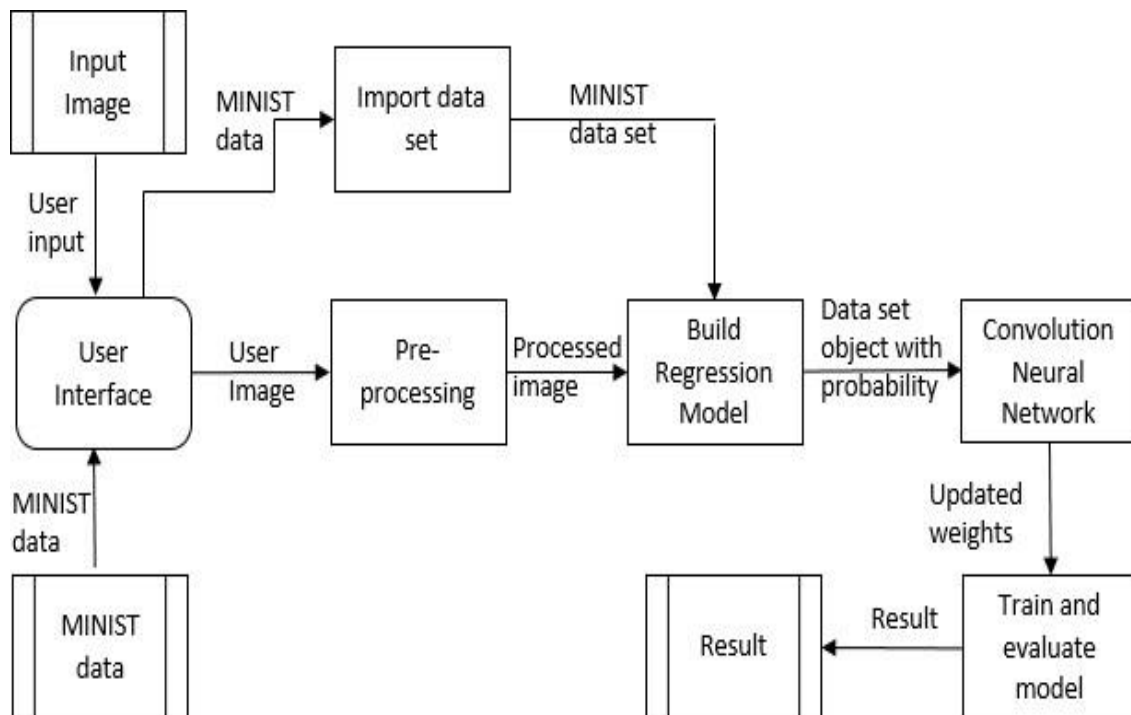 Input
Image
MINIST
data
Import data
set
MINIST
data set
User
input
User
Interface
User
Image
Pre-
processing
Processed
image
Build
Regression
Model
Data set
object with
probability
Convolution
Neural
Network
MINIST
data
Updated
weights
MINIST
data
Result
Result
Train and
evaluate
model